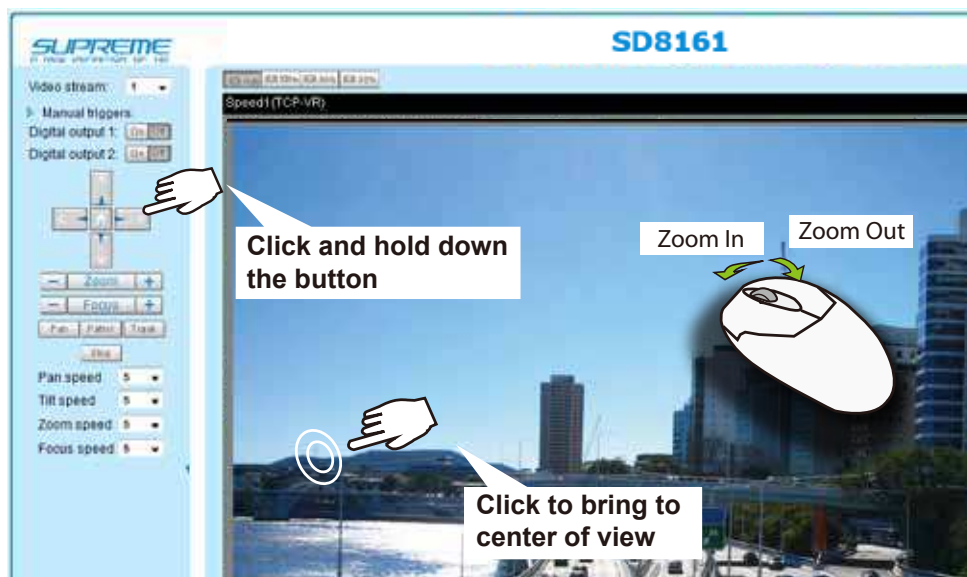 SUPREME
SD8161
Video stream: 1
Manual triggers
Digital output 1: On Off
Digital output 2: On Off
Zoom
Focus
Pan Patrol Track
Stop
Pan speed 5
Tilt speed 5
Zoom speed 5
Focus speed 5
Speed1(TCP-VR)
Click and hold down
the button
Zoom In
Zoom Out
Click to bring to
center of view